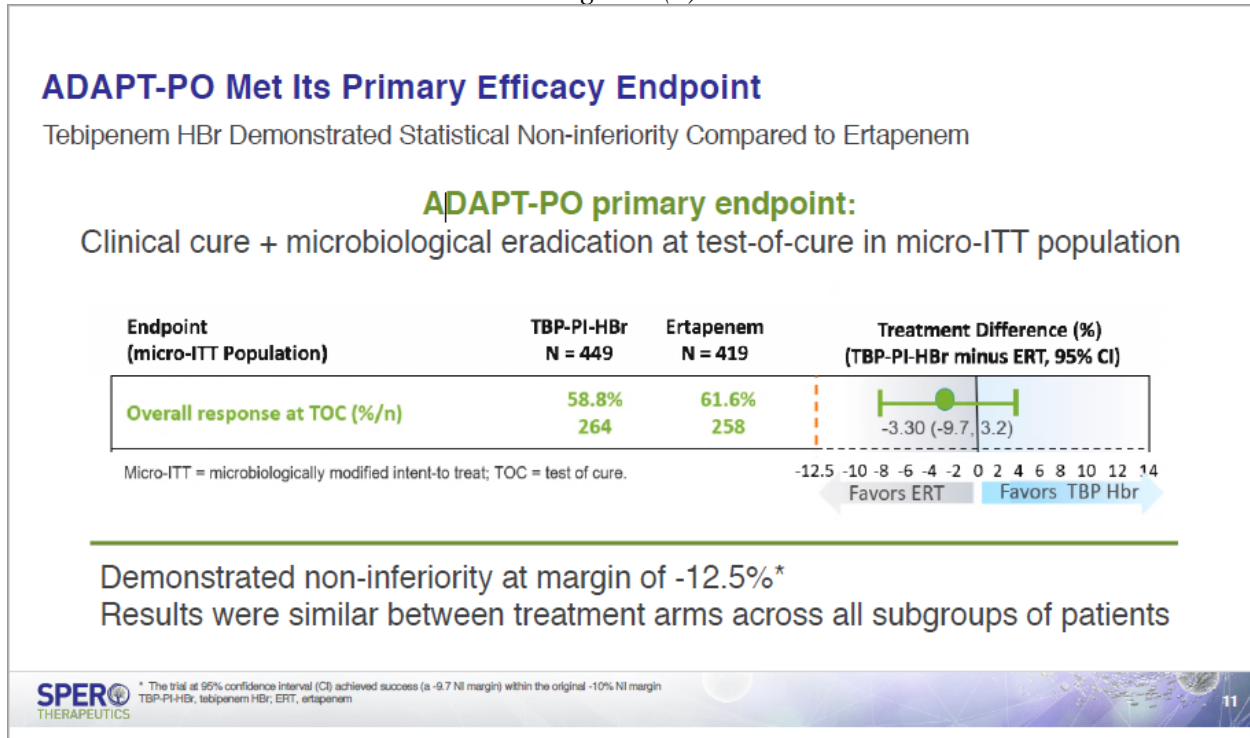 ADAPT-PO Met Its Primary Efficacy Endpoint
Tebipenem HBr Demonstrated Statistical Non-inferiority Compared to Ertapenem
ADAPT-PO primary endpoint:
Clinical cure + microbiological eradication at test-of-cure in micro-ITT population
Endpoint
(micro-ITT Population)
TBP-PI-HBr
N = 449
Ertapenem
N = 419
Treatment Difference (%)
(TBP-PI-HBr minus ERT, 95% CI)
Overall response at TOC (%/n)
58.8%
264
61.6%
258
-3.30 (-9.7, 3.2)
Micro-ITT = microbiologically modified intent-to treat; TOC = test of cure.
-12.5 -10 -8 -6 -4 -2 0 2 4 6 8 10 12 14
Favors ERT Favors TBP Hbr
Demonstrated non-inferiority at margin of -12.5%*
Results were similar between treatment arms across all subgroups of patients
SPERO
THERAPEUTICS
* The trial at 95% confidence interval (CI) achieved success (a -9.7 NI margin) within the original -10% NI margin
TBP-PI-HBr, tebipenem HBr; ERT, ertapenem
11